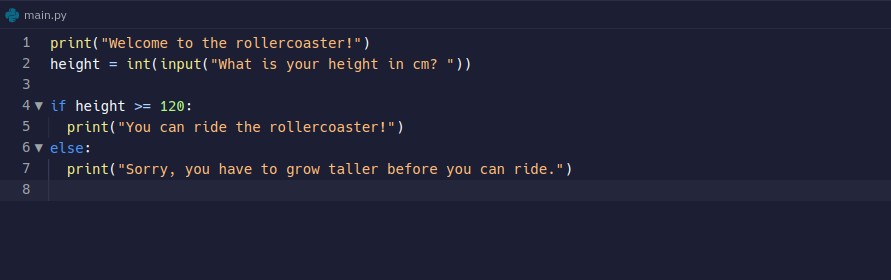 main.py
1 print("Welcome to the rollercoaster!")
2 height = int(input("What is your height in cm? "))
3
4 if height >= 120:
5   print("You can ride the rollercoaster!")
6 else:
7   print("Sorry, you have to grow taller before you can ride.")
8